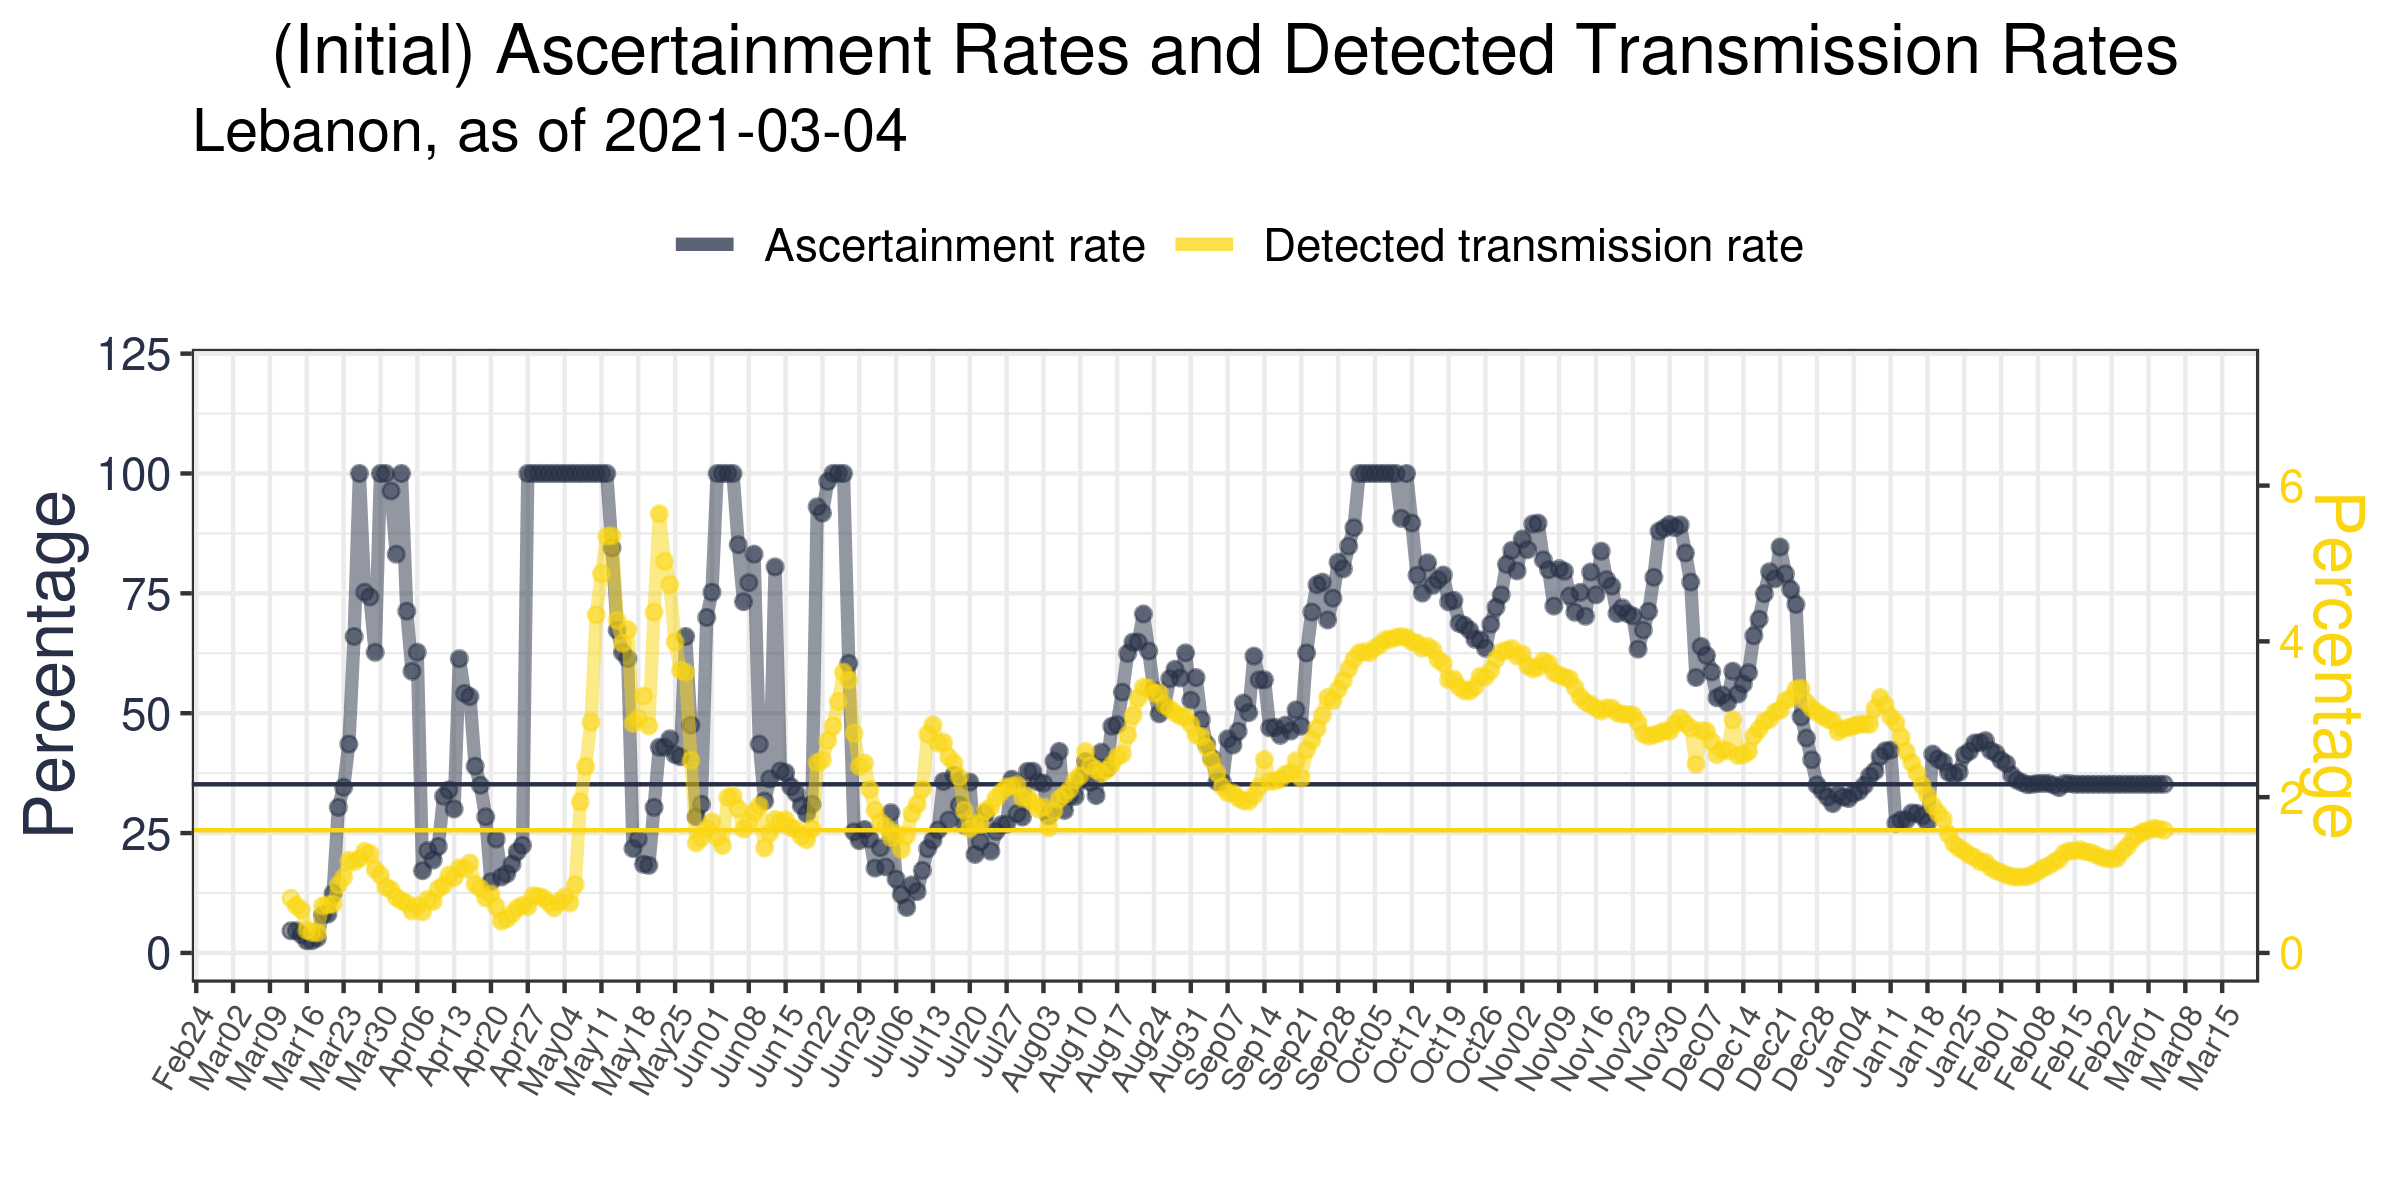 (Initial) Ascertainment Rates and Detected Transmission Rates
Lebanon, as of 2021-03-04
Ascertainment rate
Detected transmission rate
Percentage
125
100
75
50
25
0
6
4
2
0
Percentage
Feb24
Mar02
Mar09
Mar16
Mar23
Mar30
Apr06
Apr13
Apr20
Apr27
May04
May11
May18
May25
Jun01
Jun08
Jun15
Jun22
Jun29
Jul06
Jul13
Jul20
Jul27
Aug03
Aug10
Aug17
Aug24
Aug31
Sep07
Sep14
Sep21
Sep28
Oct05
Oct12
Oct19
Oct26
Nov02
Nov09
Nov16
Nov23
Nov30
Dec07
Dec14
Dec21
Dec28
Jan04
Jan11
Jan18
Jan25
Feb01
Feb08
Feb15
Feb22
Mar01
Mar08
Mar15